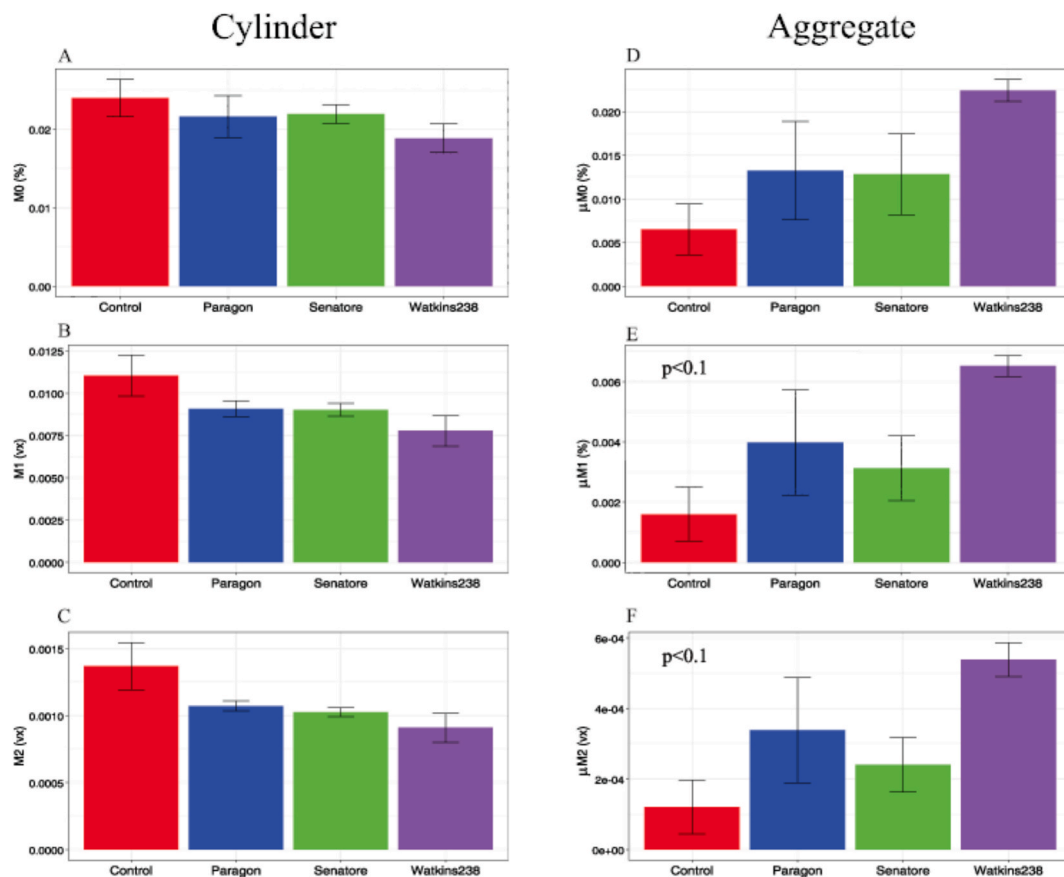 Cylinder
Aggregate
A
M0 (%)
0.02
0.01
0.00
Control Paragon Senatore Watkins238
B
M1 (vx)
0.0125
0.0100
0.0075
0.0050
0.0025
0.0000
Control Paragon Senatore Watkins238
C
M2 (vx)
0.0015
0.0010
0.0005
0.0000
Control Paragon Senatore Watkins238
D
μM0 (%)
0.020
0.015
0.010
0.005
0.000
Control Paragon Senatore Watkins238
E
p<0.1
μM1 (%)
0.006
0.004
0.002
0.000
Control Paragon Senatore Watkins238
F
p<0.1
μM2 (vx)
6e-04
4e-04
2e-04
0e+00
Control Paragon Senatore Watkins238